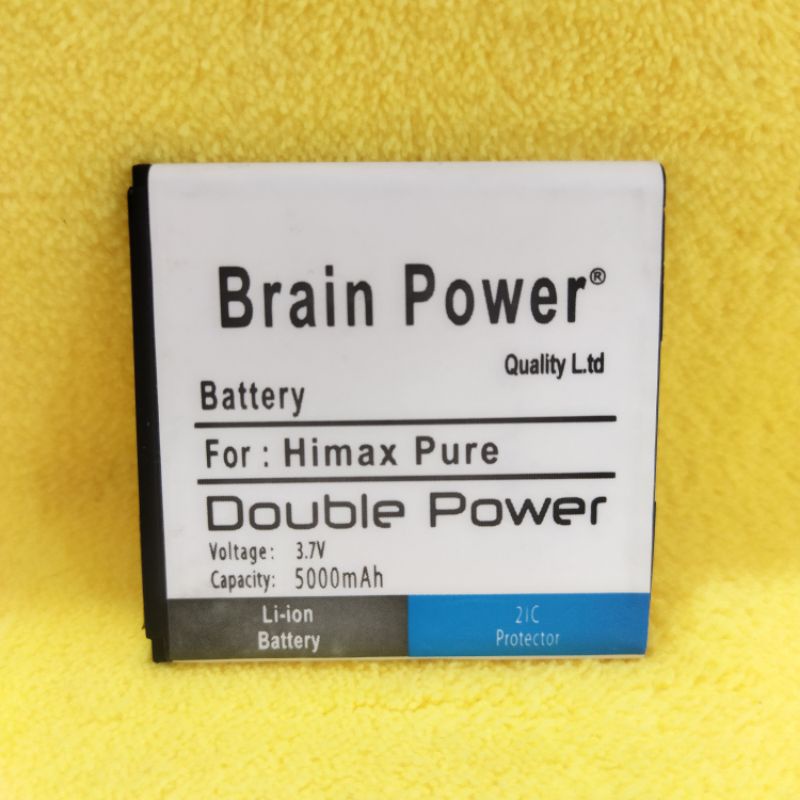 Brain Power®
Quality L.td
Battery
For : Himax Pure
Double Power
Voltage: 3.7V
Capacity: 5000mAh
Li-ion
Battery
2IC
Protector